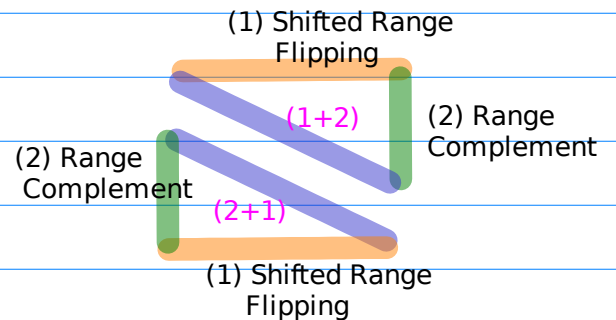 (1) Shifted Range
Flipping
(1+2)
(2) Range
Complement
(2) Range
Complement
(2+1)
(1) Shifted Range
Flipping